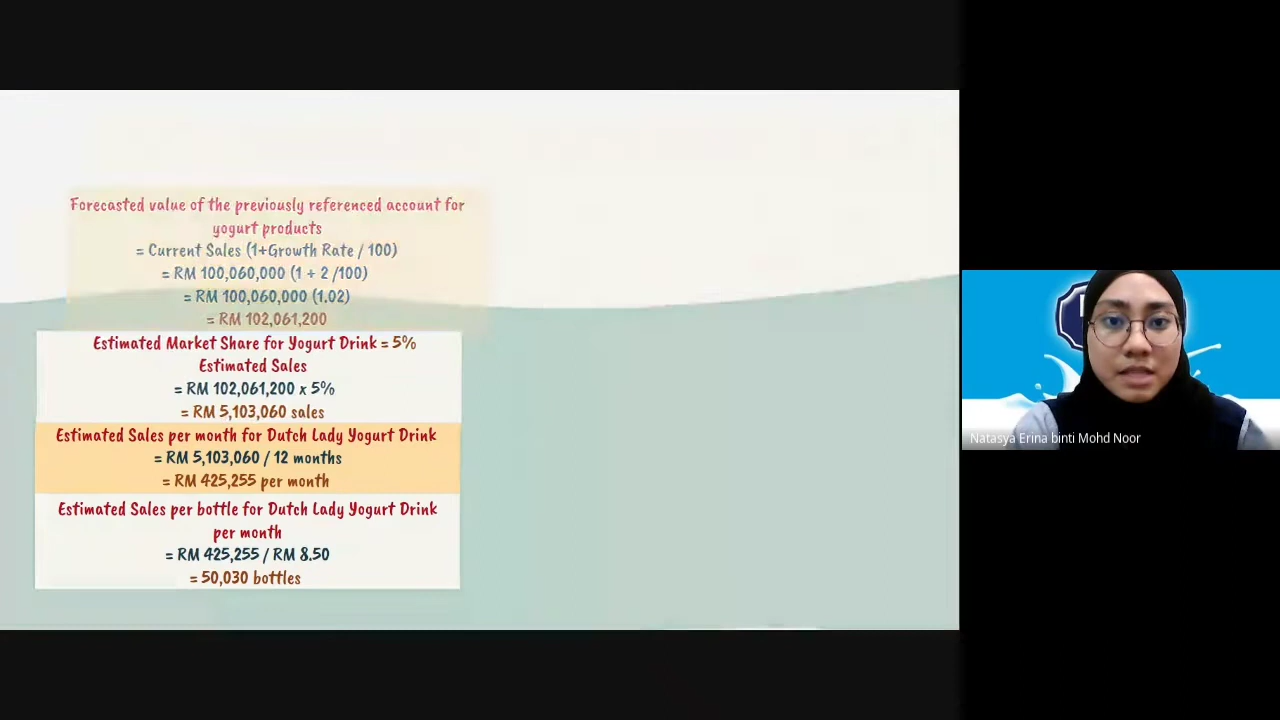 Forecasted value of the previously referenced account for
yogurt products
= Current Sales (1+Growth Rate / 100)
= RM 100,060,000 (1 + 2 /100)
= RM 100,060,000 (1.02)
= RM 102,061,200
Estimated Market Share for Yogurt Drink = 5%
Estimated Sales
= RM 102,061,200 x 5%
= RM 5,103,060 sales
Estimated Sales per month for Dutch Lady Yogurt Drink
= RM 5,103,060 / 12 months
= RM 425,255 per month
Estimated Sales per bottle for Dutch Lady Yogurt Drink
per month
= RM 425,255 / RM 8.50
= 50,030 bottles
Natasya Erina binti Mohd Noor